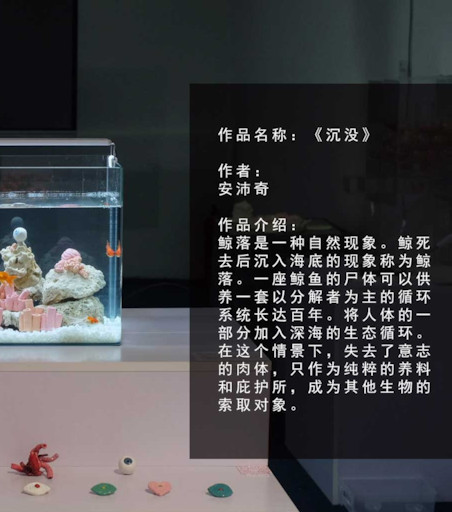 作品名称：《沉没》
作者：
安沛奇
作品介绍：
鲸落是一种自然现象。鲸死
去后沉入海底的现象称为鲸
落。一座鲸鱼的尸体可以供
养一套以分解者为主的循环
系统长达百年。将人体的一
部分加入深海的生态循环。
在这个情景下，失去了意志
的肉体，只作为纯粹的养料
和庇护所，成为其他生物的
索取对象。